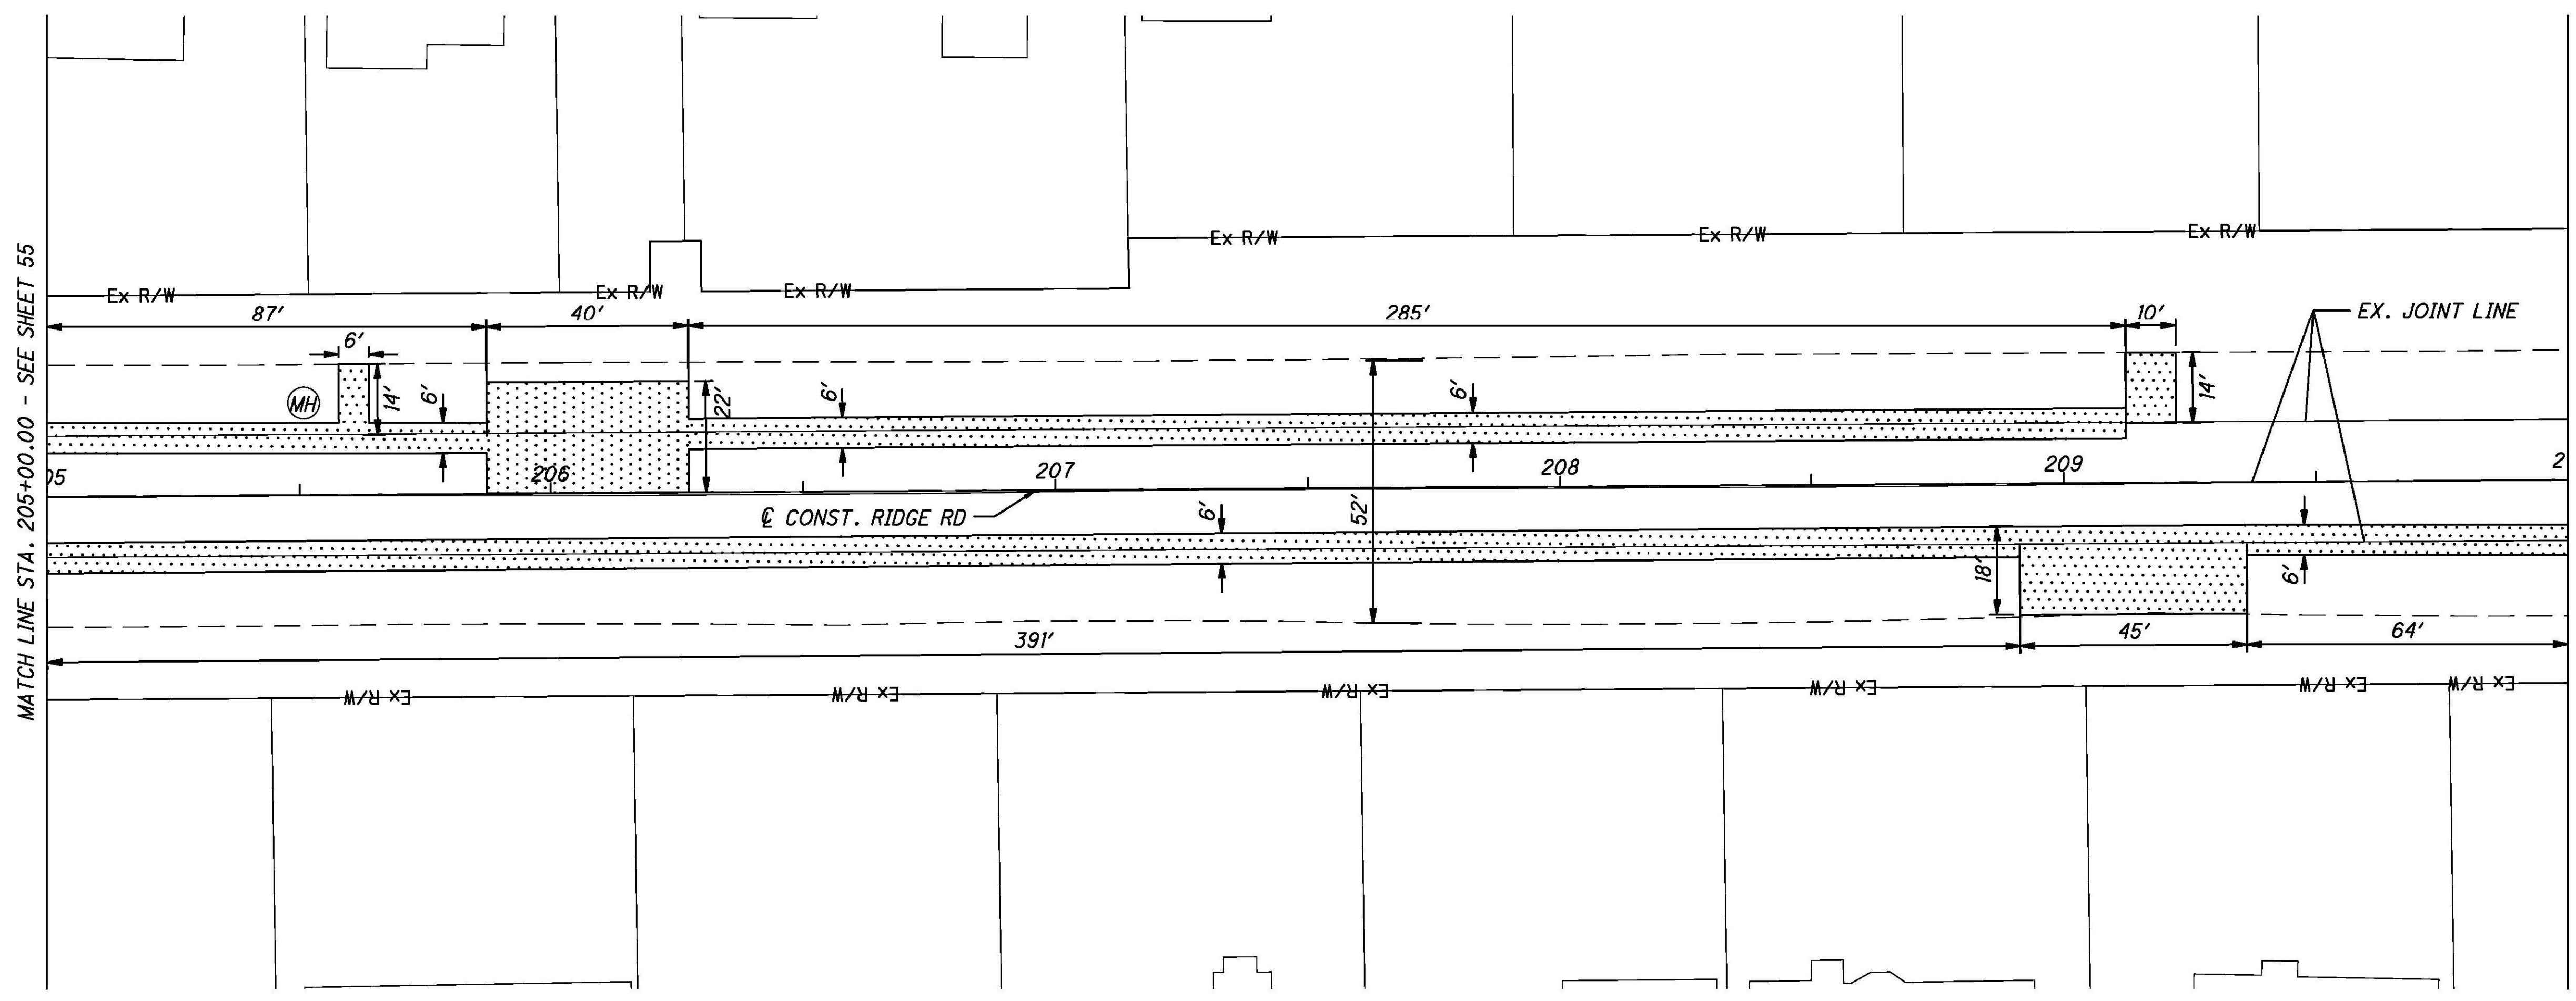 MATCH LINE STA. 205+00.00 - SEE SHEET 55
Ex R/W
Ex R/W
Ex R/W
Ex R/W
Ex R/W
Ex R/W
87'
40'
285'
10'
EX. JOINT LINE
6'
MH
14'
6'
22'
6'
6'
14'
05
206
207
208
209
2
℄ CONST. RIDGE RD
6'
52'
18'
6'
391'
45'
64'
Ex R/W
Ex R/W
Ex R/W
Ex R/W
Ex R/W
Ex R/W